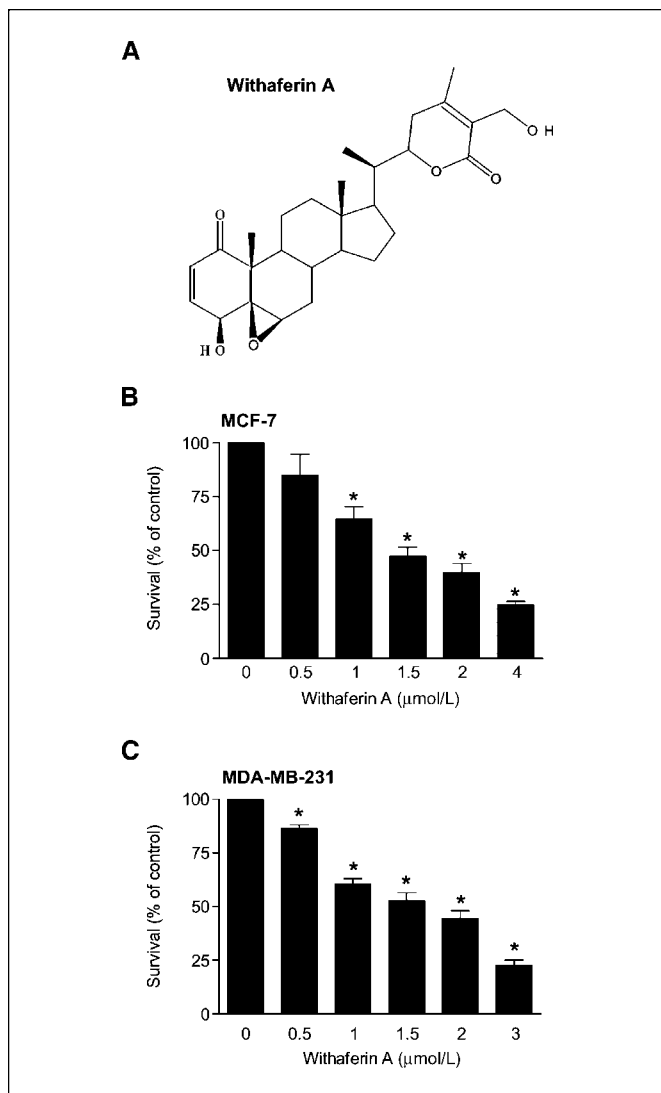 A
Withaferin A
O
O
O
O H
H O
O
B
MCF-7
Survival (% of control)
100
75
50
25
0
*
*
*
*
0 0.5 1 1.5 2 4
Withaferin A (μmol/L)
C
MDA-MB-231
Survival (% of control)
100
75
50
25
0
*
*
*
*
*
0 0.5 1 1.5 2 3
Withaferin A (μmol/L)